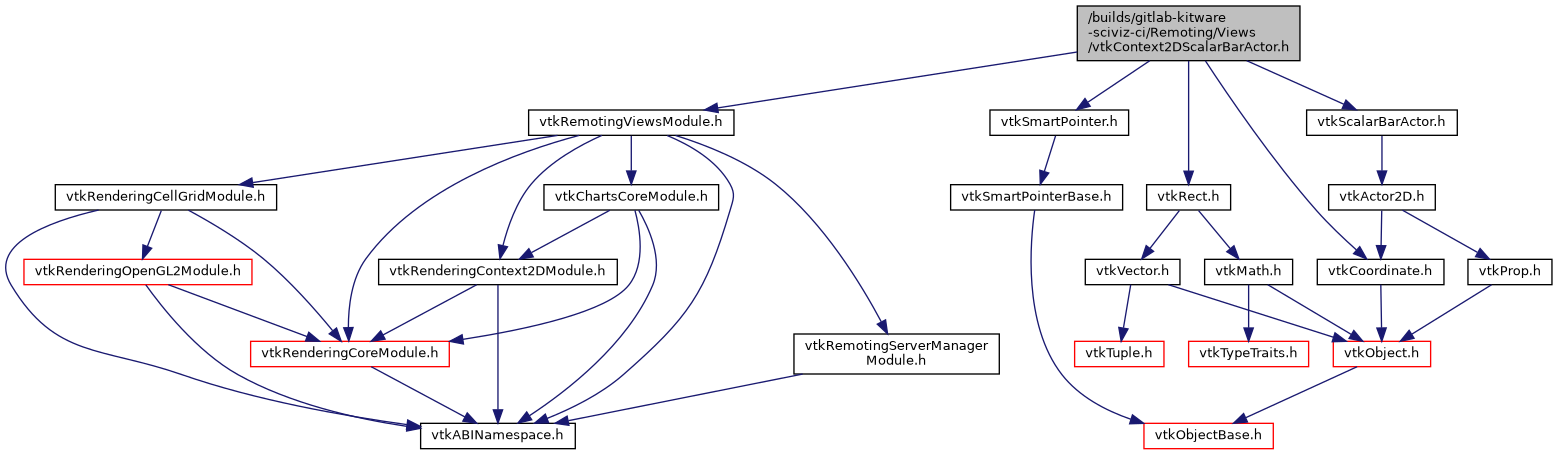 /builds/gitlab-kitware
-sciviz-ci/Remoting/Views
/vtkContext2DScalarBarActor.h
vtkRemotingViewsModule.h
vtkSmartPointer.h
vtkScalarBarActor.h
vtkRenderingCellGridModule.h
vtkChartsCoreModule.h
vtkSmartPointerBase.h
vtkRect.h
vtkActor2D.h
vtkRenderingOpenGL2Module.h
vtkRenderingContext2DModule.h
vtkVector.h
vtkMath.h
vtkCoordinate.h
vtkProp.h
vtkRenderingCoreModule.h
vtkRemotingServerManager
Module.h
vtkTuple.h
vtkTypeTraits.h
vtkObject.h
vtkABINamespace.h
vtkObjectBase.h